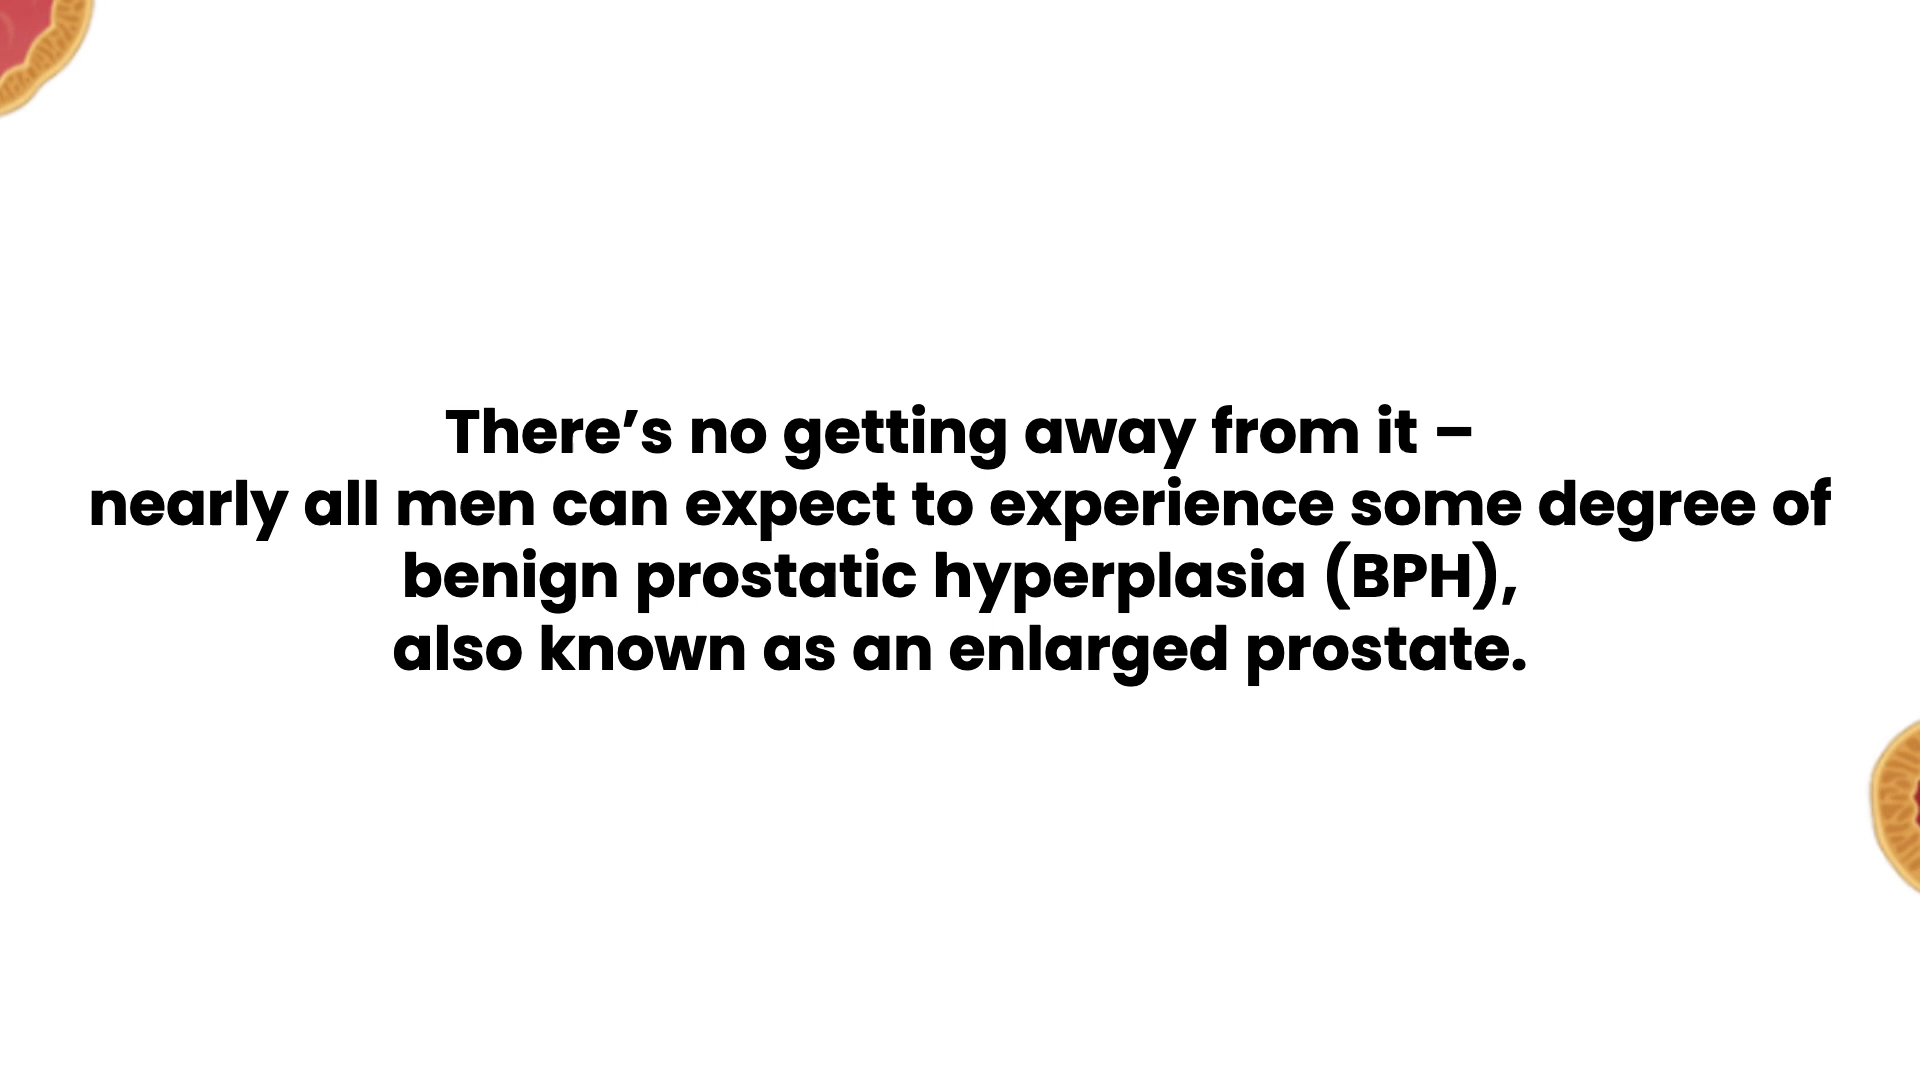 There’s no getting away from it –
nearly all men can expect to experience some degree of
benign prostatic hyperplasia (BPH),
also known as an enlarged prostate.